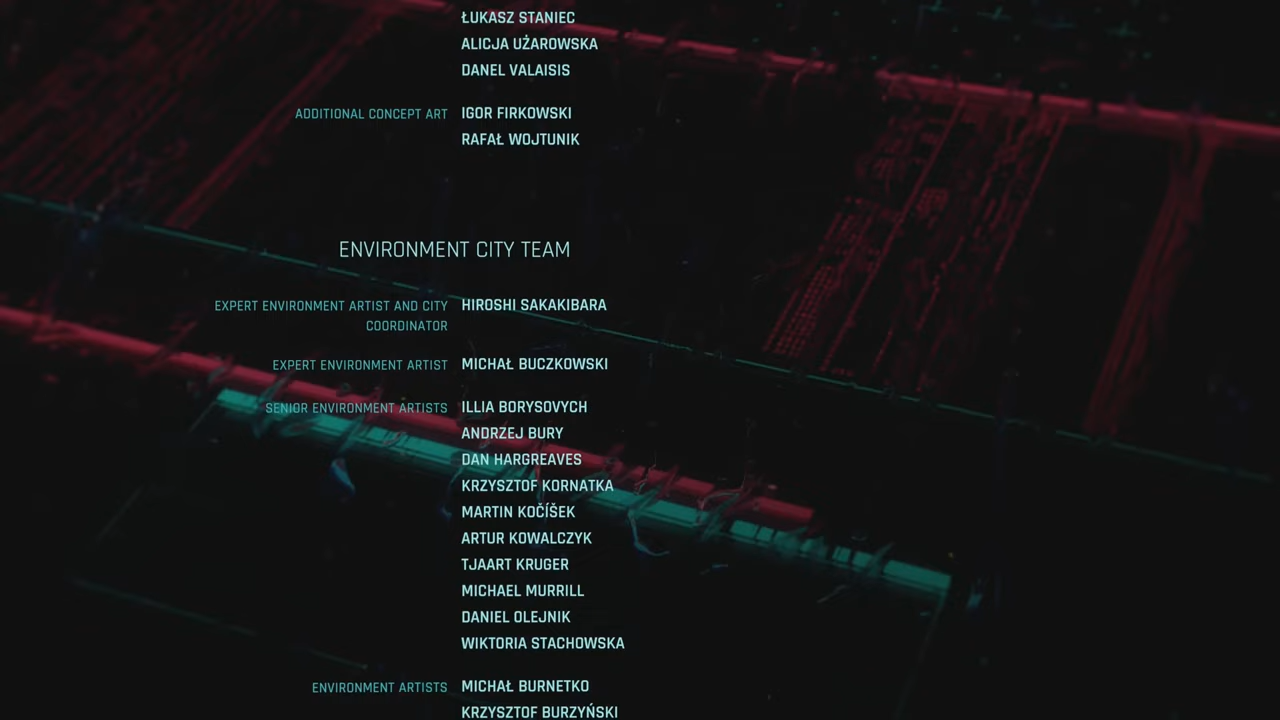 ŁUKASZ STANIEC
ALICJA UŻAROWSKA
DANEL VALAISIS
ADDITIONAL CONCEPT ART IGOR FIRKOWSKI
RAFAŁ WOJTUNIK
ENVIRONMENT CITY TEAM
EXPERT ENVIRONMENT ARTIST AND CITY HIROSHI SAKAKIBARA
COORDINATOR
EXPERT ENVIRONMENT ARTIST MICHAŁ BUCZKOWSKI
SENIOR ENVIRONMENT ARTISTS ILLIA BORYSOVYCH
ANDRZEJ BURY
DAN HARGREAVES
KRZYSZTOF KORNATKA
MARTIN KOČÍŠEK
ARTUR KOWALCZYK
TJAART KRUGER
MICHAEL MURRILL
DANIEL OLEJNIK
WIKTORIA STACHOWSKA
ENVIRONMENT ARTISTS MICHAŁ BURNETKO
KRZYSZTOF BURZYŃSKI